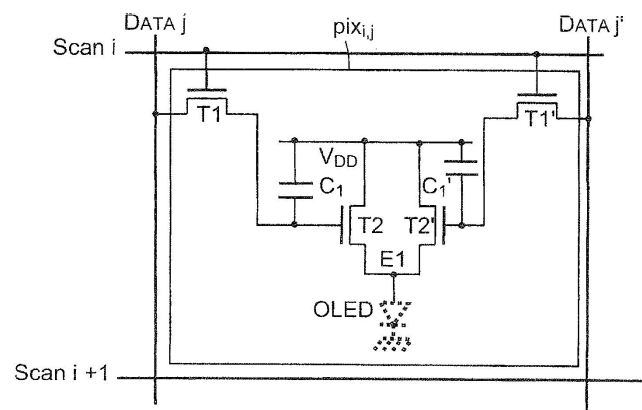 DATA j
pixi,j
DATA j'
Scan i
T1
T1'
VDD
C1
C1'
T2
T2'
E1
OLED
Scan i +1